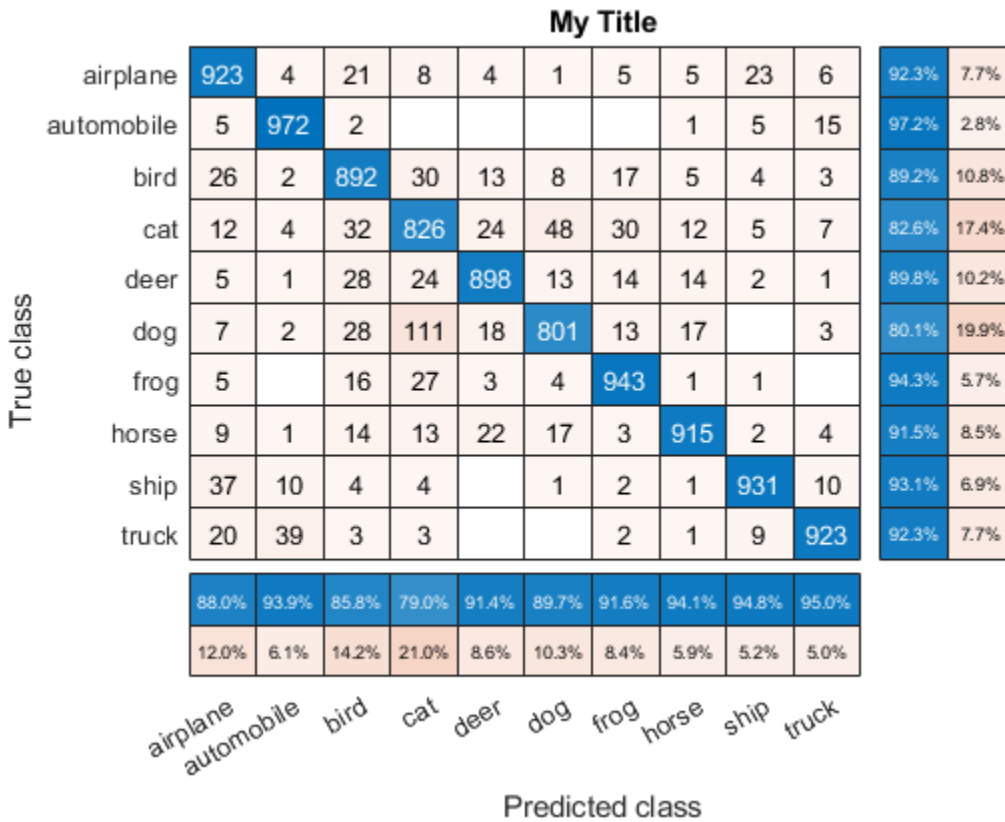 My Title
airplane 923 4 21 8 4 1 5 5 23 6 92.3% 7.7%
automobile 5 972 2 1 5 15 97.2% 2.8%
bird 26 2 892 30 13 8 17 5 4 3 89.2% 10.8%
cat 12 4 32 826 24 48 30 12 5 7 82.6% 17.4%
deer 5 1 28 24 898 13 14 14 2 1 89.8% 10.2%
dog 7 2 28 111 18 801 13 17 3 80.1% 19.9%
frog 5 16 27 3 4 943 1 1 94.3% 5.7%
horse 9 1 14 13 22 17 3 915 2 4 91.5% 8.5%
ship 37 10 4 4 1 2 1 931 10 93.1% 6.9%
truck 20 39 3 3 2 1 9 923 92.3% 7.7%
True class
88.0% 93.9% 85.8% 79.0% 91.4% 89.7% 91.6% 94.1% 94.8% 95.0%
12.0% 6.1% 14.2% 21.0% 8.6% 10.3% 8.4% 5.9% 5.2% 5.0%
airplane automobile bird cat deer dog frog horse ship truck
Predicted class